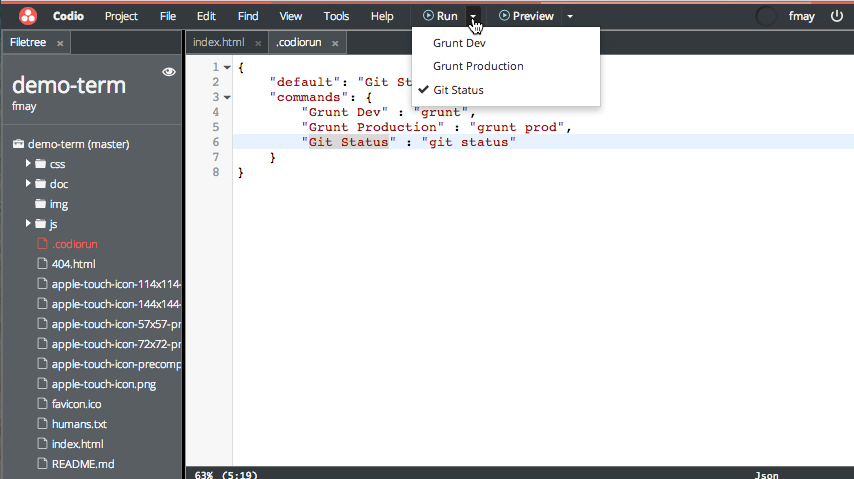 Codio Project File Edit Find View Tools Help Run Preview fmay
Filetree × index.html × .codiorun ×
Grunt Dev
Grunt Production
Git Status
demo-term
fmay
demo-term (master)
css
doc
img
js
.codiorun
404.html
apple-touch-icon-114x114-
apple-touch-icon-144x144-
apple-touch-icon-57x57-pr
apple-touch-icon-72x72-pr
apple-touch-icon-precomp
apple-touch-icon.png
favicon.ico
humans.txt
index.html
README.md
1 {
2 "default": "Git St
3 "commands": {
4 "Grunt Dev" : "grunt",
5 "Grunt Production" : "grunt prod",
6 "Git Status" : "git status"
7 }
8 }
63% (5:19) Json